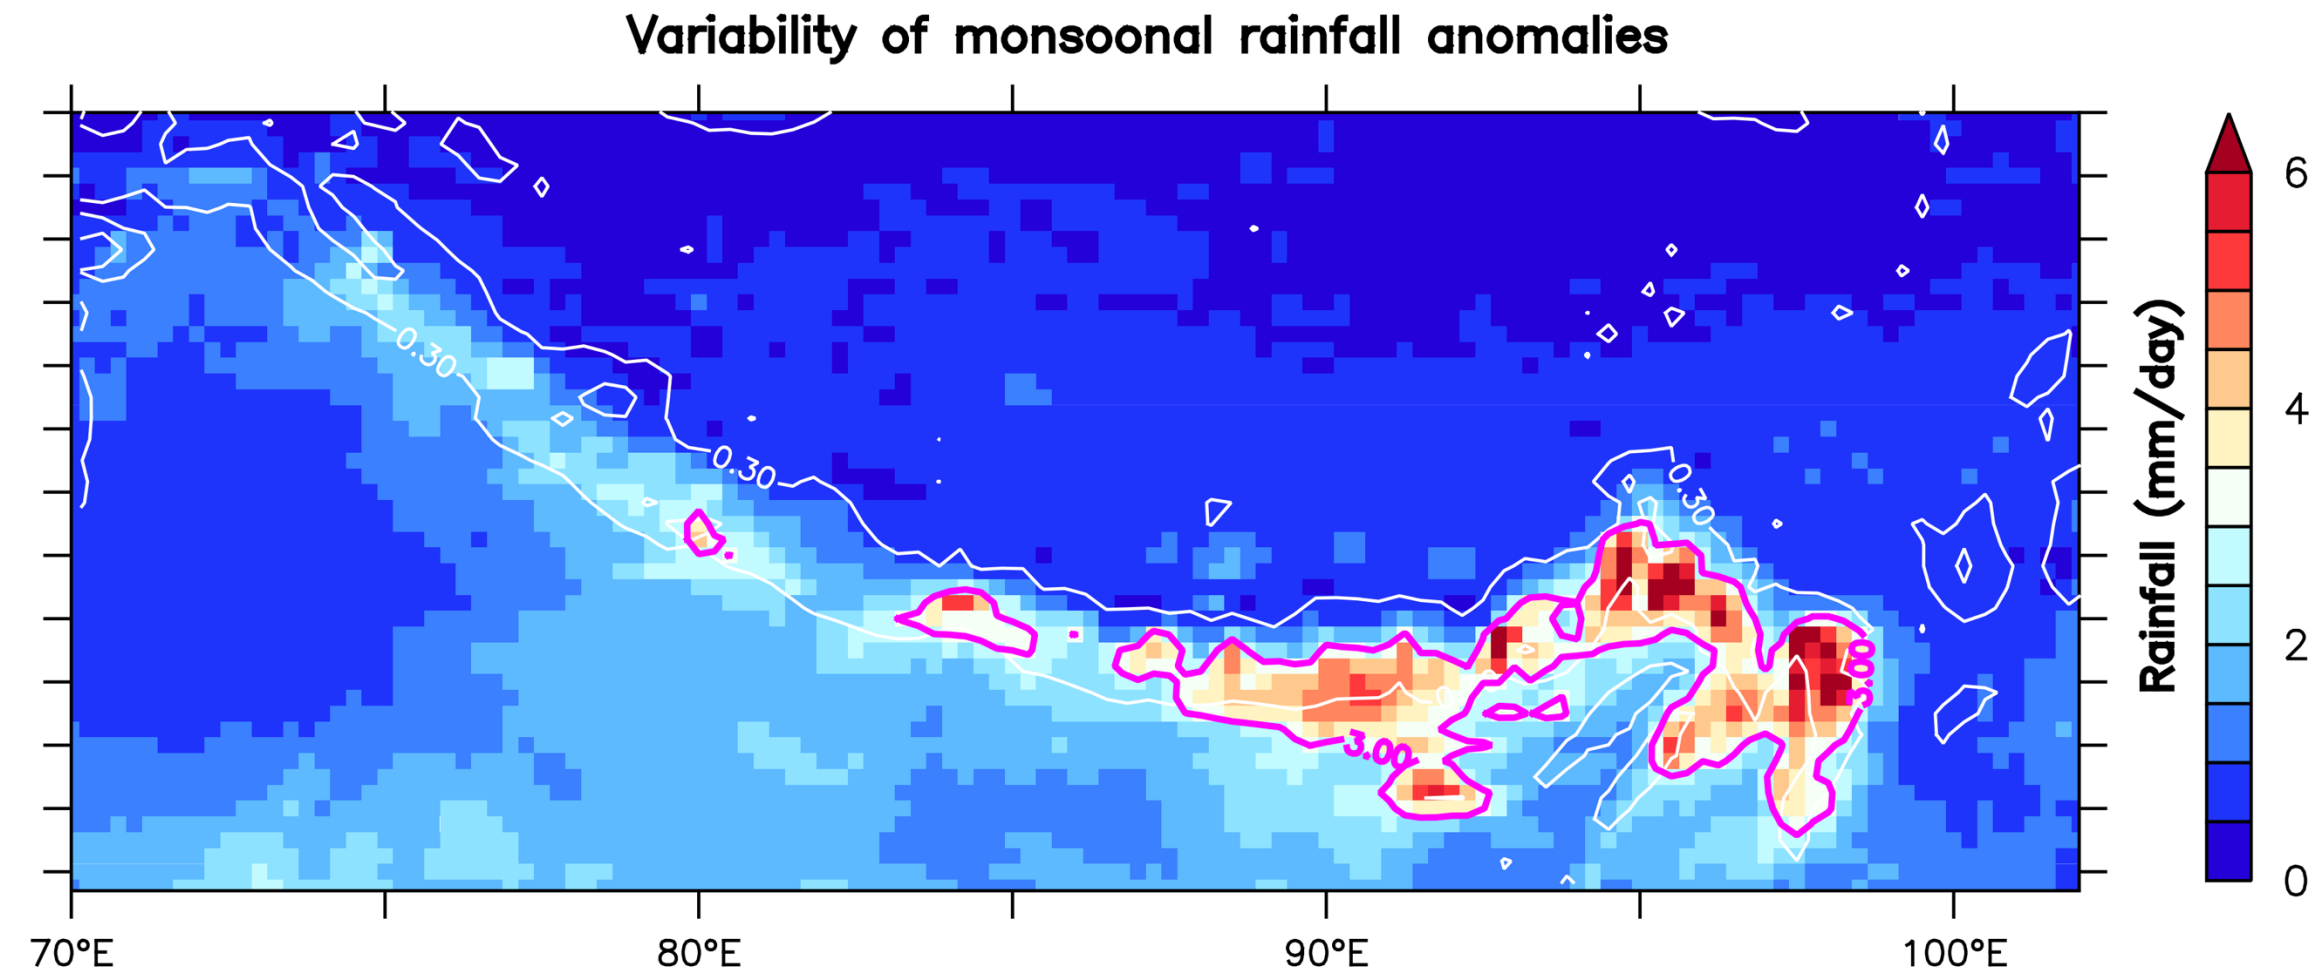 Variability of monsoonal rainfall anomalies
0.30
0.30
0.30
3.00
3.00
70°E
80°E
90°E
100°E
6
4
2
0
Rainfall (mm/day)